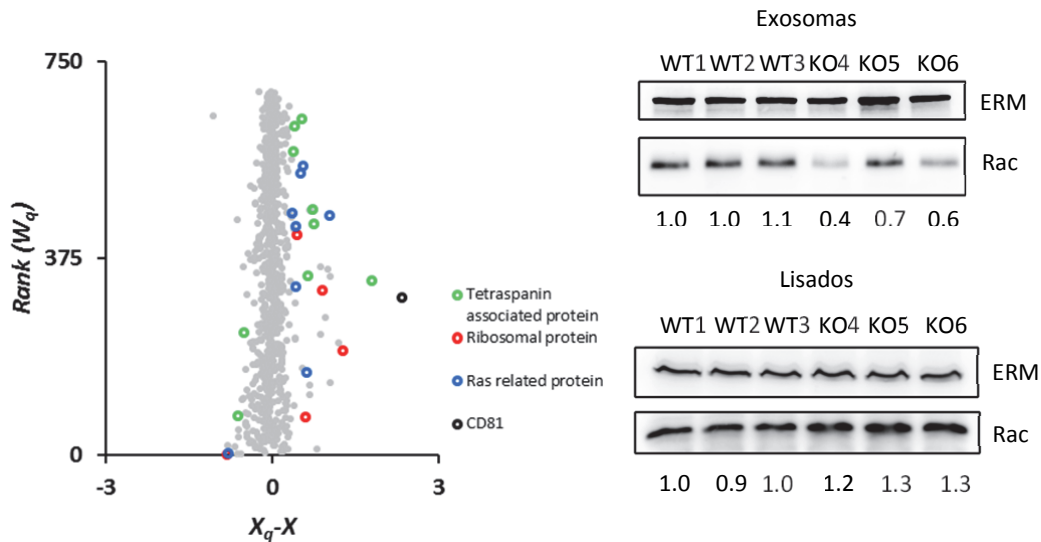 750
375
0
Rank (Wq)
-3
0
3
Xq-X
Tetraspanin
associated protein
Ribosomal protein
Ras related protein
CD81
Exosomas
WT1 WT2 WT3 KO4 KO5 KO6
ERM
Rac
1.0 1.0 1.1 0.4 0.7 0.6
Lisados
WT1 WT2 WT3 KO4 KO5 KO6
ERM
Rac
1.0 0.9 1.0 1.2 1.3 1.3